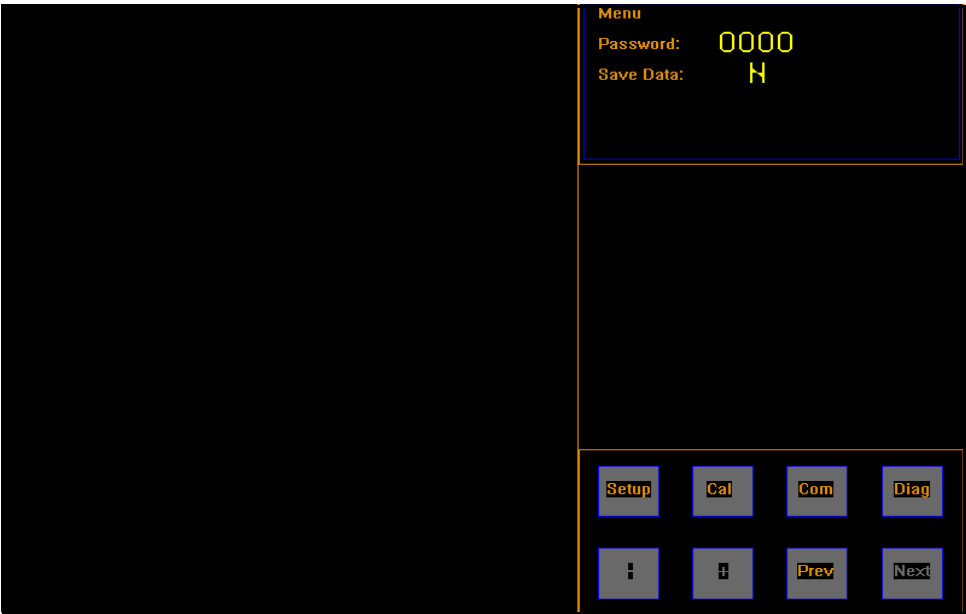 Menu
Password: 0000
Save Data: N
Setup Cal Com Diag
- + Prev Next